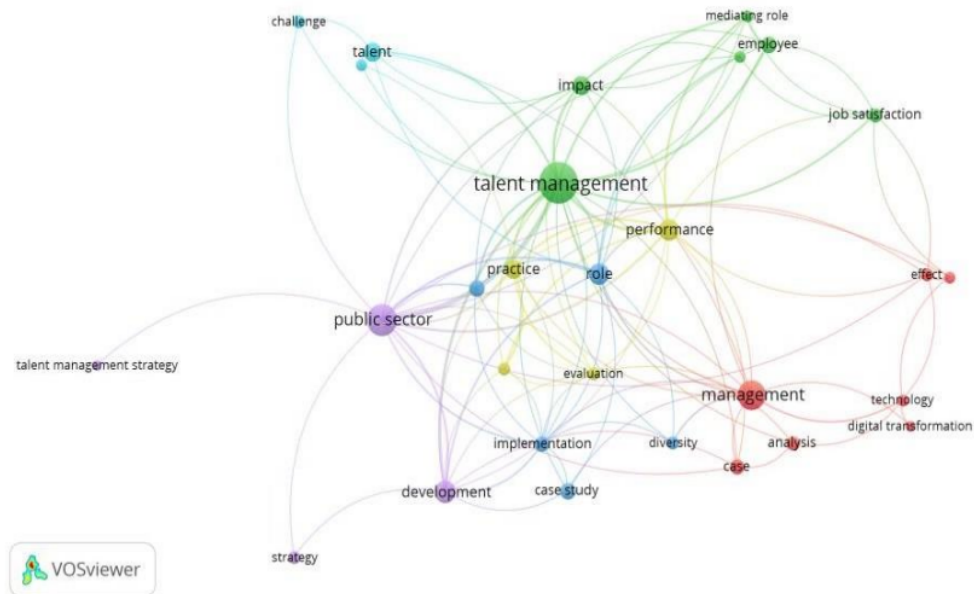 mediating role
challenge
employee
talent
impact
job satisfaction
talent management
performance
practice
role
effect
public sector
talent management strategy
evaluation
management
technology
digital transformation
implementation
diversity
analysis
case
development
case study
strategy
VOSviewer